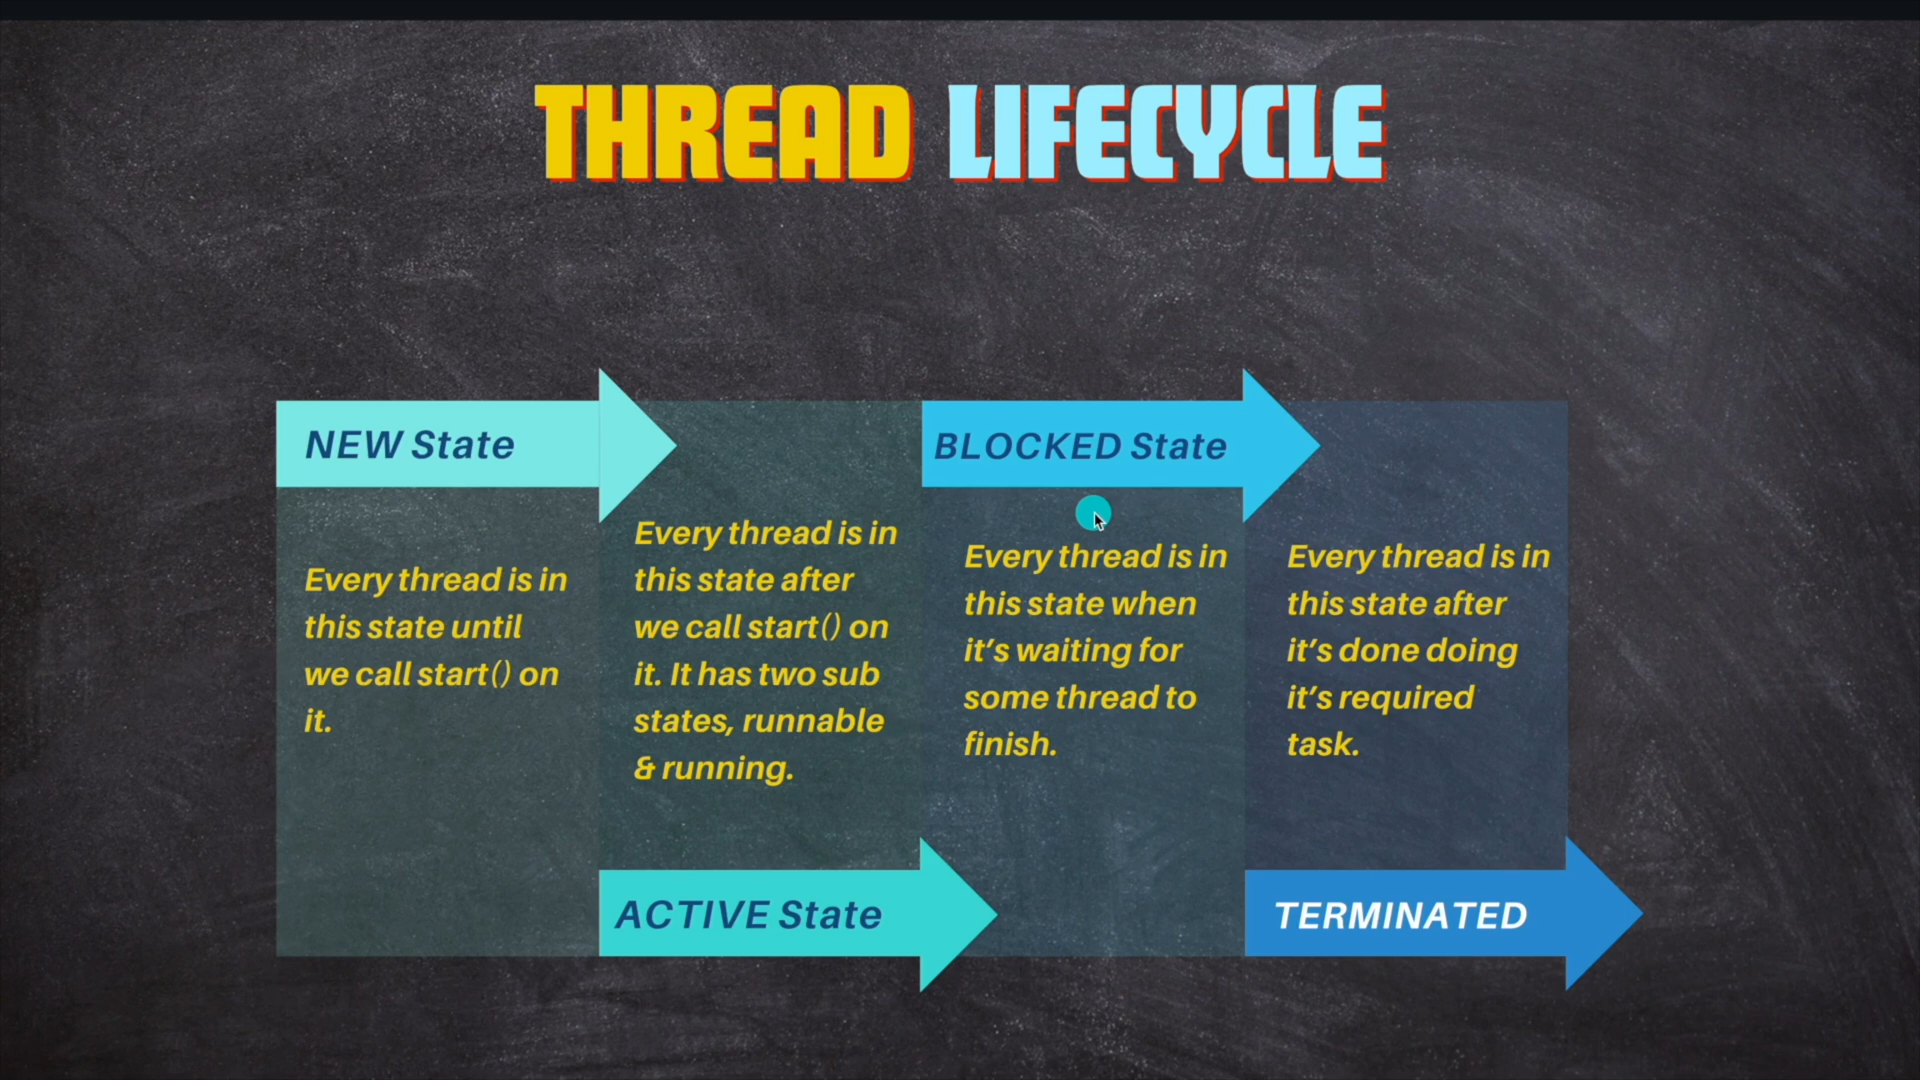 THREAD LIFECYCLE
NEW State
Every thread is in
this state until
we call start() on
it.
Every thread is in
this state after
we call start() on
it. It has two sub
states, runnable
& running.
ACTIVE State
BLOCKED State
Every thread is in
this state when
it's waiting for
some thread to
finish.
Every thread is in
this state after
it's done doing
it's required
task.
TERMINATED